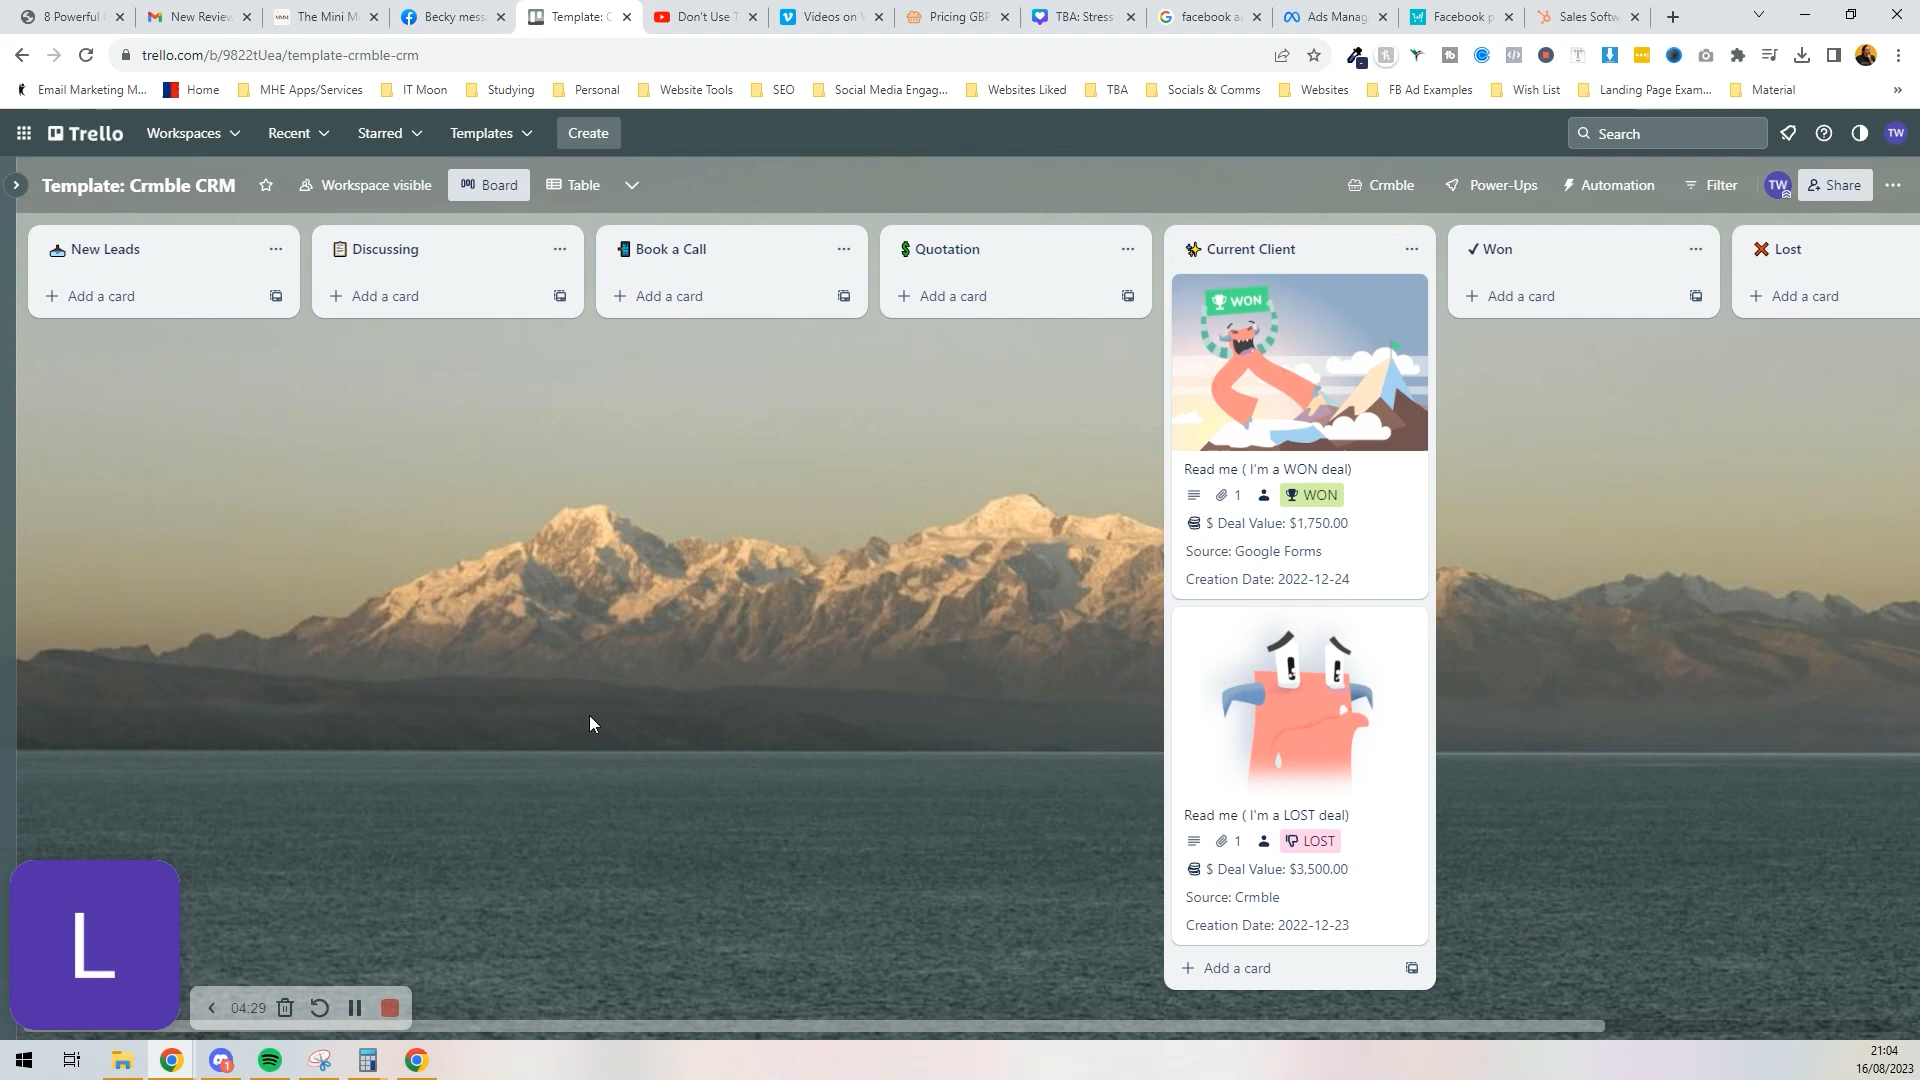 8 Powerful
New Review
The Mini M
Becky mess
Template: C
Don't Use T
Videos on V
Pricing GBP
TBA: Stress
facebook a
Ads Manag
Facebook p
Sales Softw
trello.com/b/9822tUea/template-crmble-crm
Email Marketing M...
Home
MHE Apps/Services
IT Moon
Studying
Personal
Website Tools
SEO
Social Media Engag...
Websites Liked
TBA
Socials & Comms
Websites
FB Ad Examples
Wish List
Landing Page Exam...
Material
Trello
Workspaces
Recent
Starred
Templates
Create
Search
TW
Template: Crmble CRM
Workspace visible
Board
Table
Crmble
Power-Ups
Automation
Filter
TW
Share
New Leads
Discussing
Book a Call
Quotation
Current Client
Won
Lost
Add a card
Add a card
Add a card
Add a card
Add a card
Add a card
WON
Read me ( I'm a WON deal)
1
WON
$ Deal Value: $1,750.00
Source: Google Forms
Creation Date: 2022-12-24
Read me ( I'm a LOST deal)
1
LOST
$ Deal Value: $3,500.00
Source: Crmble
Creation Date: 2022-12-23
Add a card
L
04:29
21:04
16/08/2023